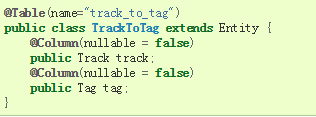 @Table(name="track_to_tag")
public class TrackToTag extends Entity {
    @Column(nullable = false)
    public Track track;
    @Column(nullable = false)
    public Tag tag;
}